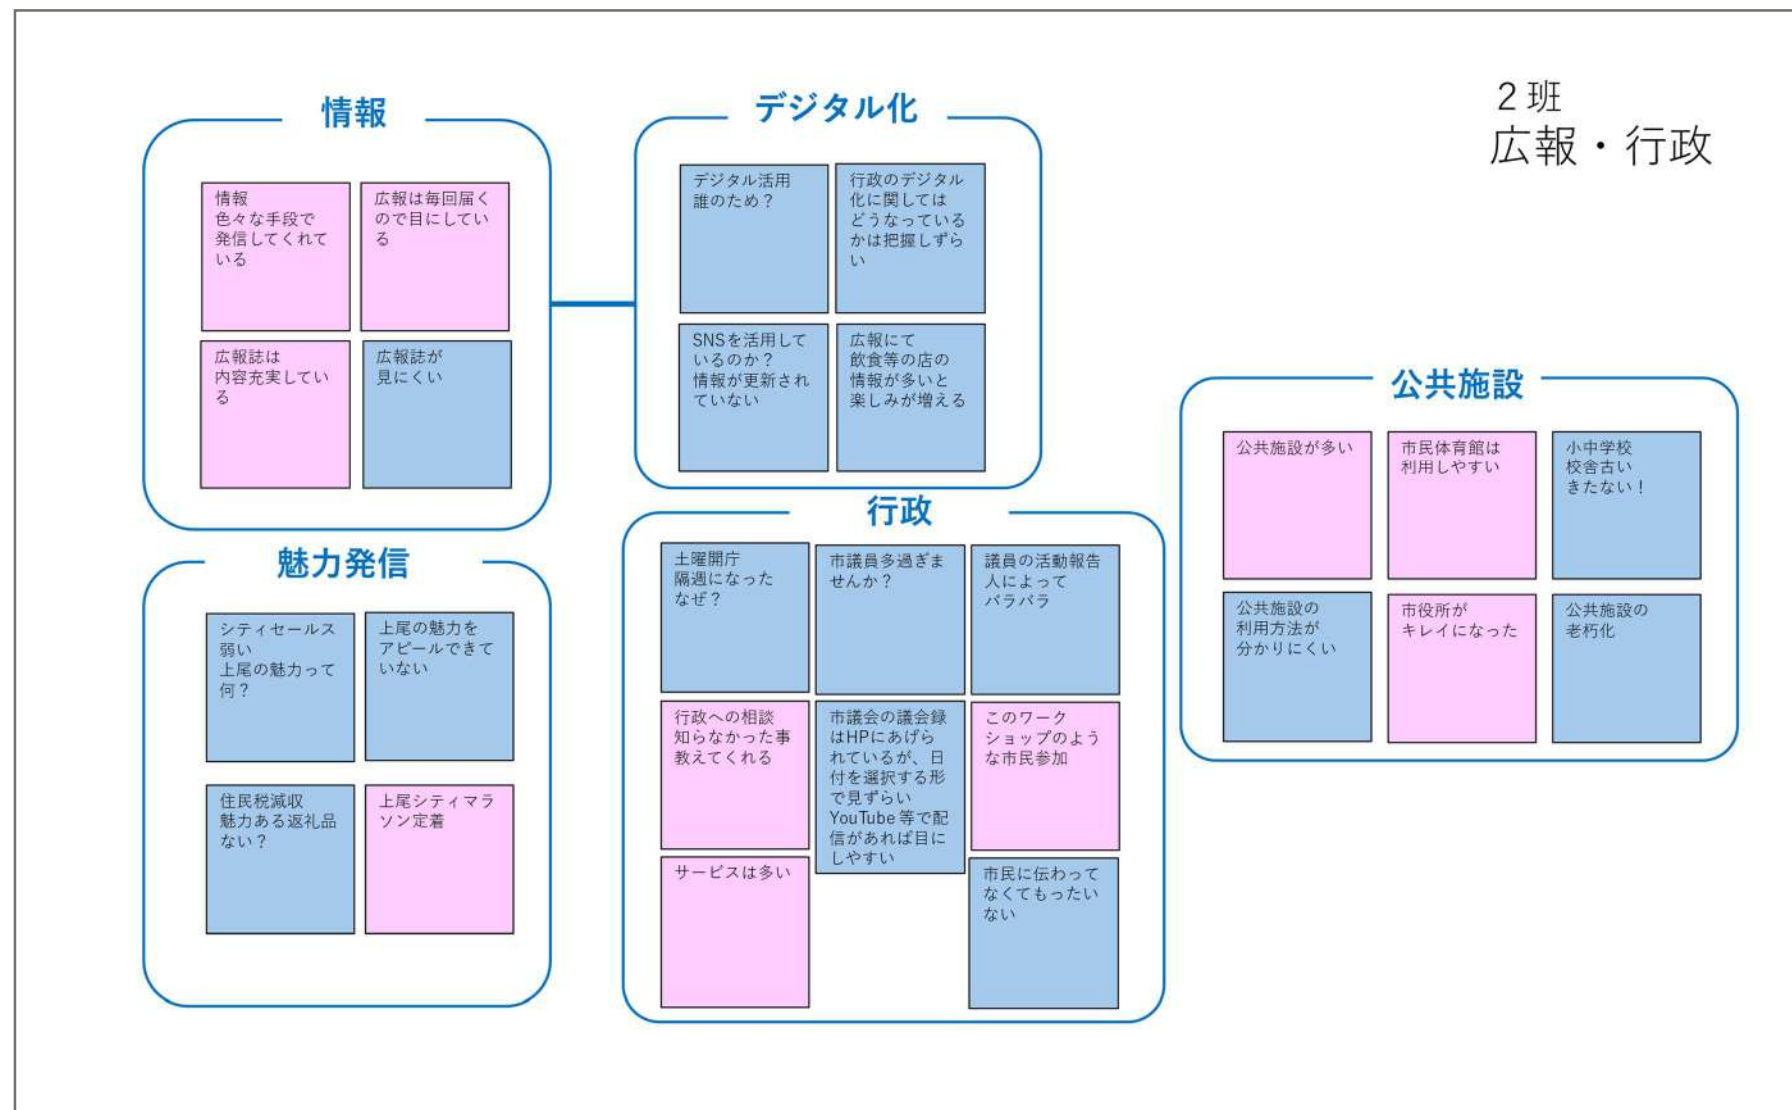 2班
広報・行政
情報
情報
色々な手段で
発信してくれて
いる
広報は毎回届く
ので目にしてい
る
広報誌は
内容充実してい
る
広報誌が
見にくい
デジタル化
デジタル活用
誰のため？
行政のデジタル
化に関しては
どうなっている
かは把握しずら
い
SNSを活用して
いるのか？
情報が更新され
ていない
広報にて
飲食等の店の
情報が多いと
楽しみが増える
魅力発信
シティセールス
弱い
上尾の魅力って
何？
上尾の魅力を
アピールできて
いない
住民税減収
魅力ある返礼品
ない？
上尾シティマラ
ソン定着
行政
土曜開庁
隔週になった
なぜ？
市議員多過ぎま
せんか？
議員の活動報告
人によって
バラバラ
行政への相談
知らなかった事
教えてくれる
市議会の議会録
はHPにあげら
れているが、日
付を選択する形
で見ずらい
YouTube等で配
信があれば目に
しやすい
このワーク
ショップのよう
な市民参加
サービスは多い
市民に伝わって
なくてもったい
ない
公共施設
公共施設が多い
市民体育館は
利用しやすい
小中学校
校舎古い
きたない！
公共施設の
利用方法が
分かりにくい
市役所が
キレイになった
公共施設の
老朽化